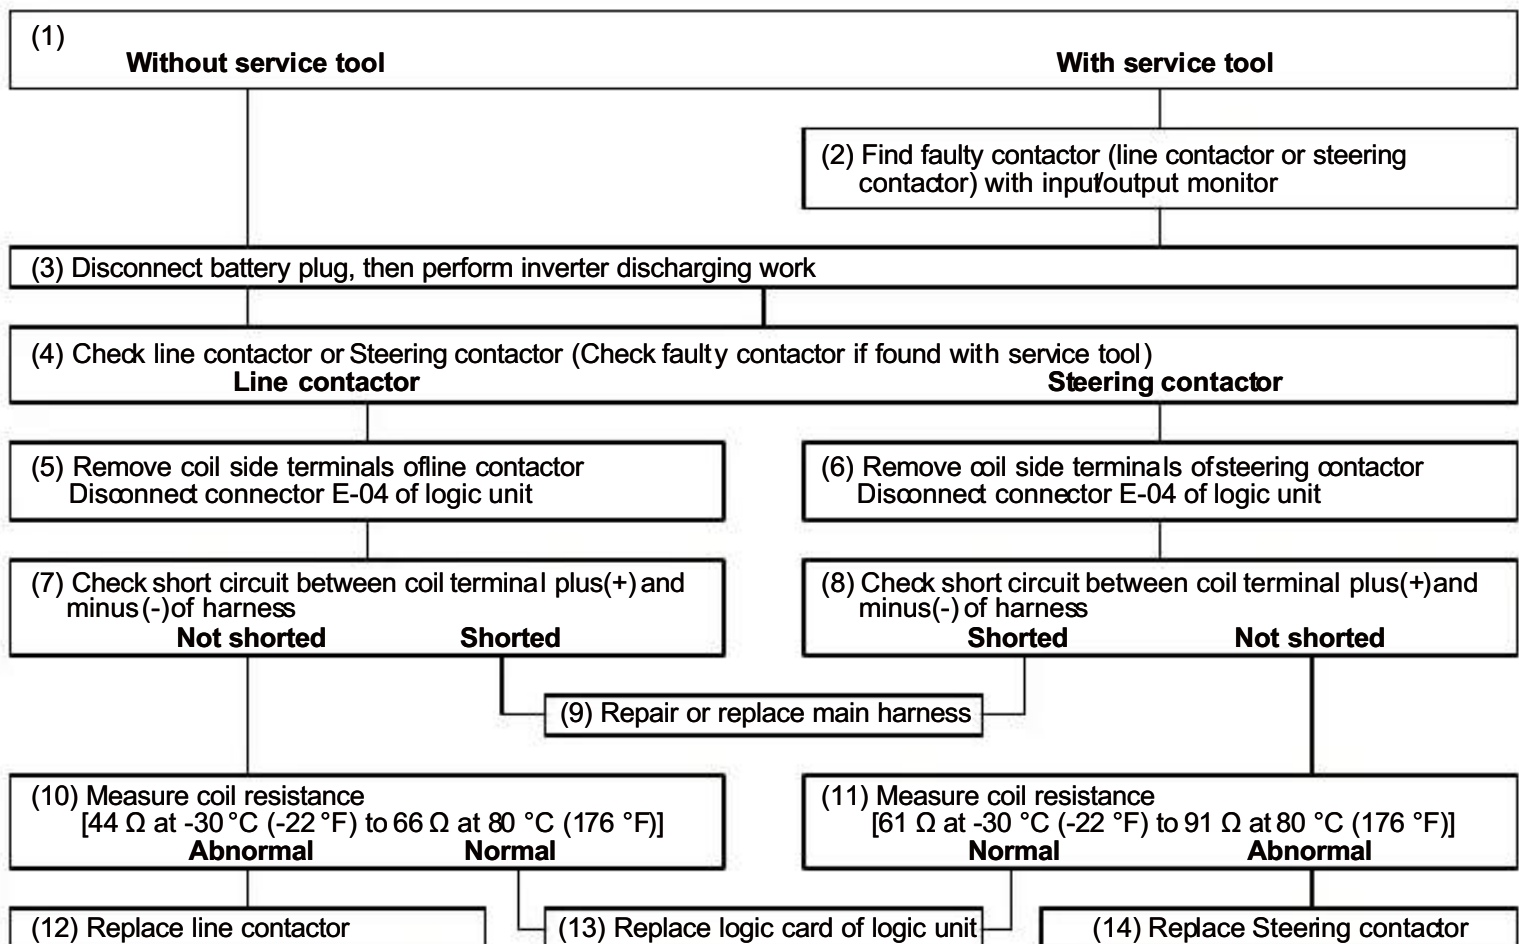 (1)
Without service tool With service tool
(2) Find faulty contactor (line contactor or steering
contactor) with input/output monitor
(3) Disconnect battery plug, then perform inverter discharging work
(4) Check line contactor or Steering contactor (Check faulty contactor if found with service tool)
Line contactor Steering contactor
(5) Remove coil side terminals of line contactor
Disconnect connector E-04 of logic unit
(6) Remove coil side terminals of steering contactor
Disconnect connector E-04 of logic unit
(7) Check short circuit between coil terminal plus(+) and
minus(-) of harness
Not shorted Shorted
(8) Check short circuit between coil terminal plus(+) and
minus(-) of harness
Shorted Not shorted
(9) Repair or replace main harness
(10) Measure coil resistance
[44 Ω at -30 °C (-22 °F) to 66 Ω at 80 °C (176 °F)]
Abnormal Normal
(11) Measure coil resistance
[61 Ω at -30 °C (-22 °F) to 91 Ω at 80 °C (176 °F)]
Normal Abnormal
(12) Replace line contactor
(13) Replace logic card of logic unit
(14) Replace Steering contactor